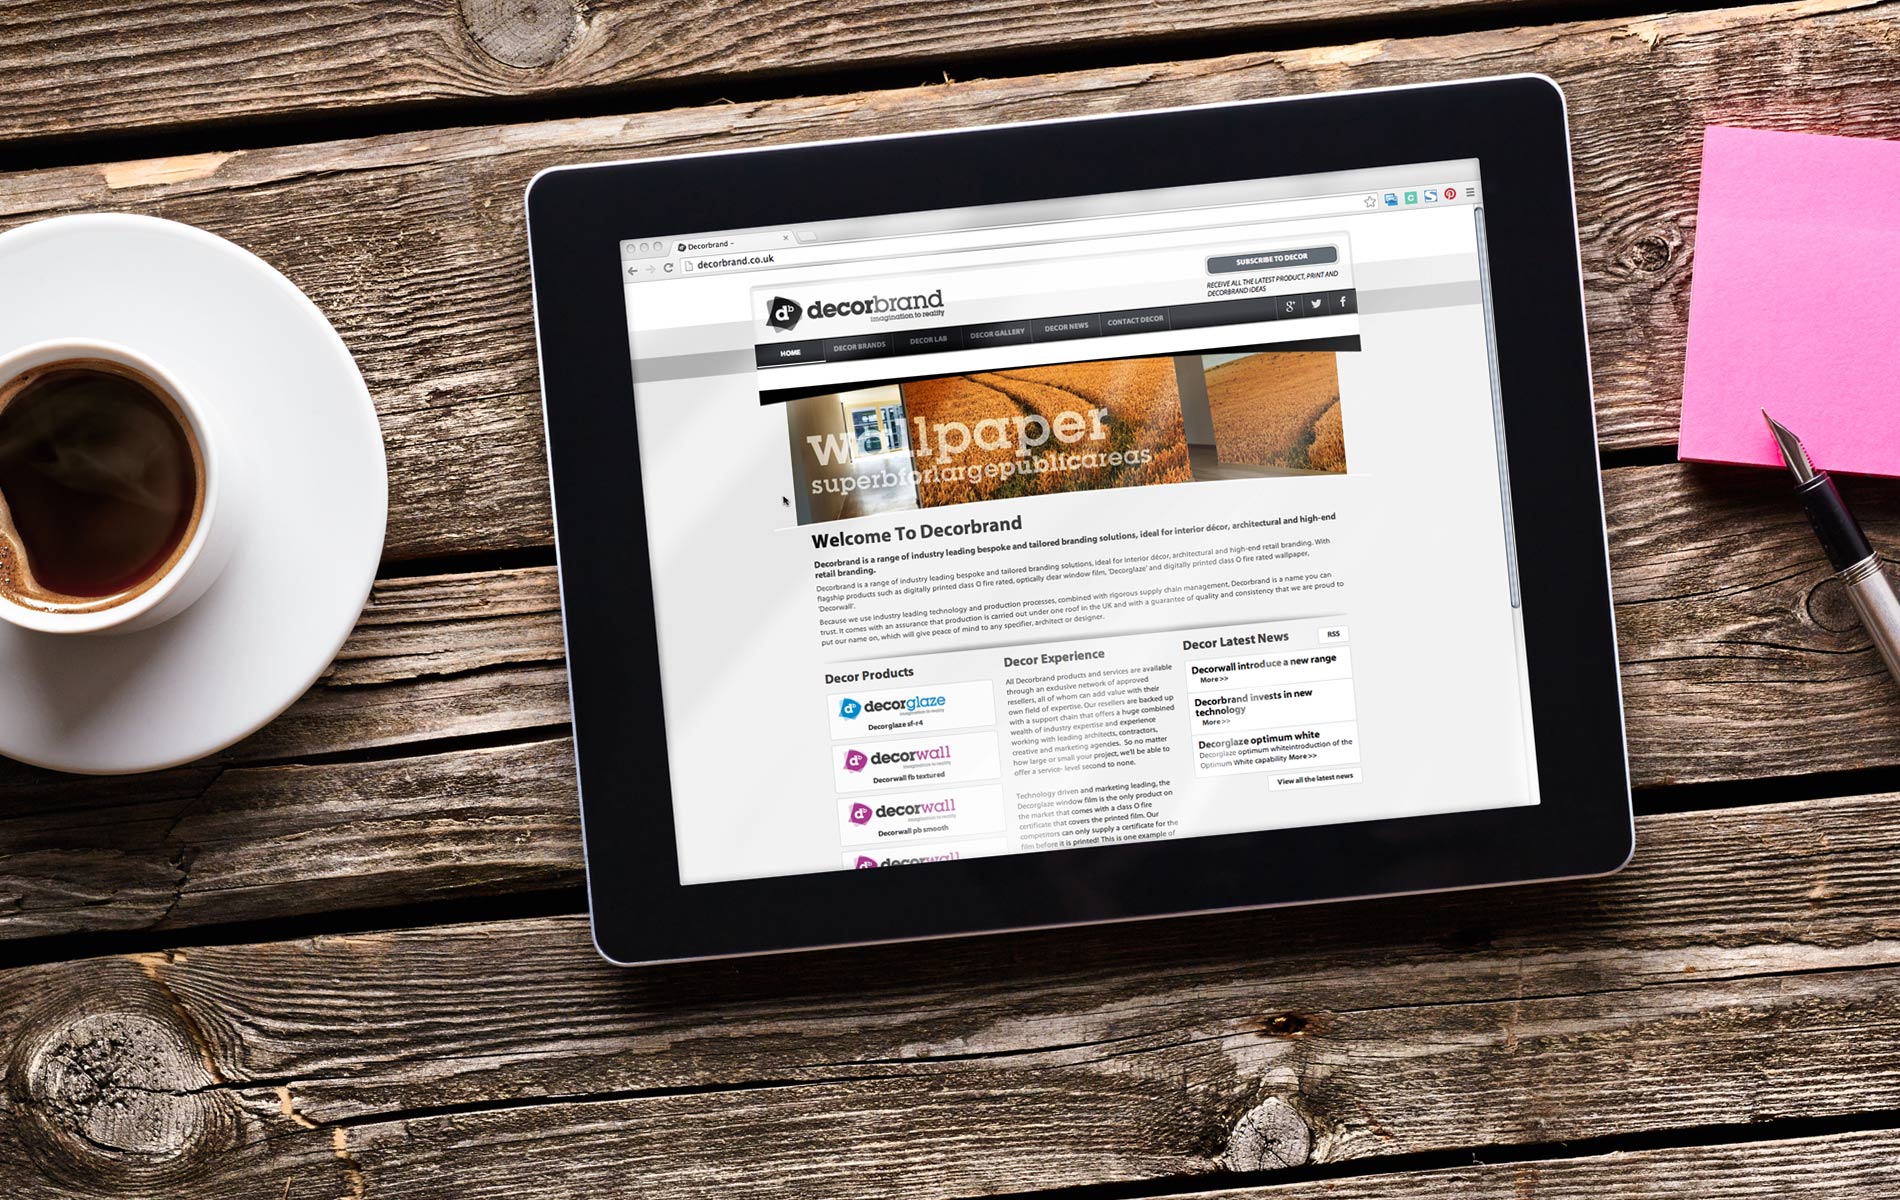 Decorbrand ~
decorbrand.co.uk
SUBSCRIBE TO DECOR
RECEIVE ALL THE LATEST PRODUCT, PRINT AND
DECORBRAND IDEAS
db decorbrand
imagination to reality
HOME DECOR BRANDS DECOR LAB DECOR GALLERY DECOR NEWS CONTACT DECOR
wallpaper
superbforlargepublicareas
Welcome To Decorbrand
Decorbrand is a range of industry leading bespoke and tailored branding solutions, ideal for interior décor, architectural and high-end
retail branding.
Decorbrand is a range of industry leading bespoke and tailored branding solutions, ideal for interior décor, architectural and high-end retail branding. With
flagship products such as digitally printed class O fire rated, optically clear window film, 'Decorglaze' and digitally printed class O fire rated wallpaper,
'Decorwall'.
Because we use industry leading technology and production processes, combined with rigorous supply chain management, Decorbrand is a name you can
trust. It comes with an assurance that production is carried out under one roof in the UK and with a guarantee of quality and consistency that we are proud to
put our name on, which will give peace of mind to any specifier, architect or designer.
Decor Products
db decorglaze
imagination to reality
Decorglaze sf-r4
db decorwall
imagination to reality
Decorwall fb textured
db decorwall
imagination to reality
Decorwall pb smooth
decorwall
Decor Experience
All Decorbrand products and services are available
through an exclusive network of approved
resellers, all of whom can add value with their
own field of expertise. Our resellers are backed up
with a support chain that offers a huge combined
wealth of industry expertise and experience
working with leading architects, contractors,
creative and marketing agencies. So no matter
how large or small your project, we'll be able to
offer a service- level second to none.
Technology driven and marketing leading, the
Decorglaze window film is the only product on
the market that comes with a class O fire
certificate that covers the printed film. Our
competitors can only supply a certificate for the
film before it is printed! This is one example of
Decor Latest News
RSS
Decorwall introduce a new range
More >>
Decorbrand invests in new
technology
More >>
Decorglaze optimum white
Decorglaze optimum whiteintroduction of the
Optimum White capability More >>
View all the latest news